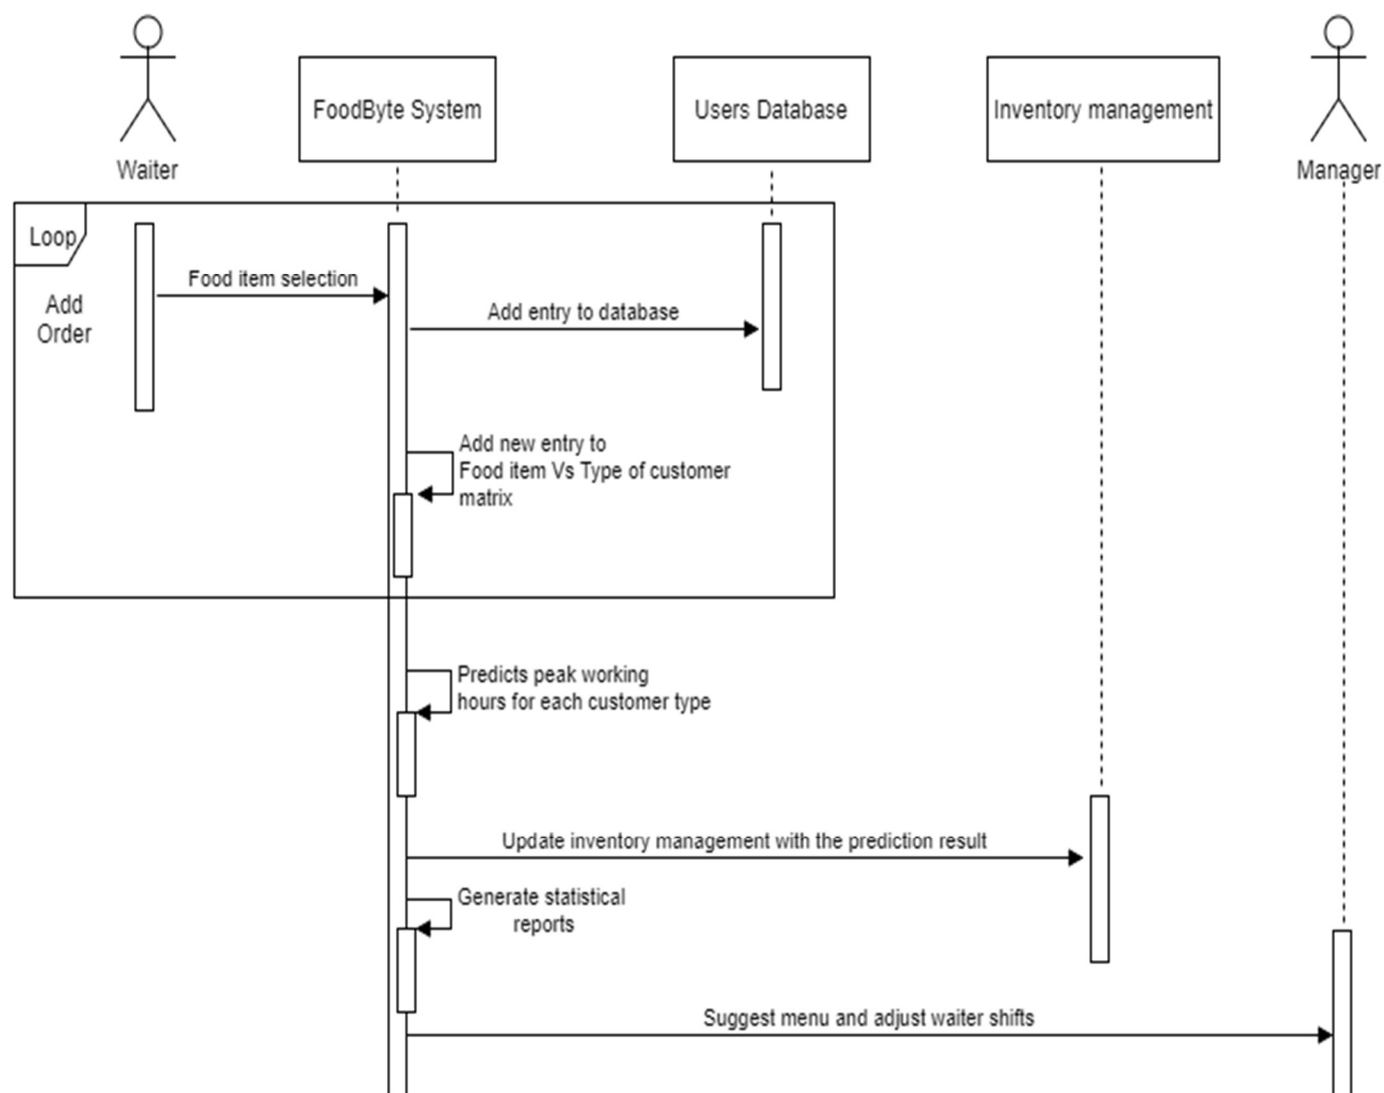 FoodByte System
Users Database
Inventory management
Waiter
Manager
Loop
Food item selection
Add
Order
Add entry to database
Add new entry to
Food item Vs Type of customer
matrix
Predicts peak working
hours for each customer type
Update inventory management with the prediction result
Generate statistical
reports
Suggest menu and adjust waiter shifts